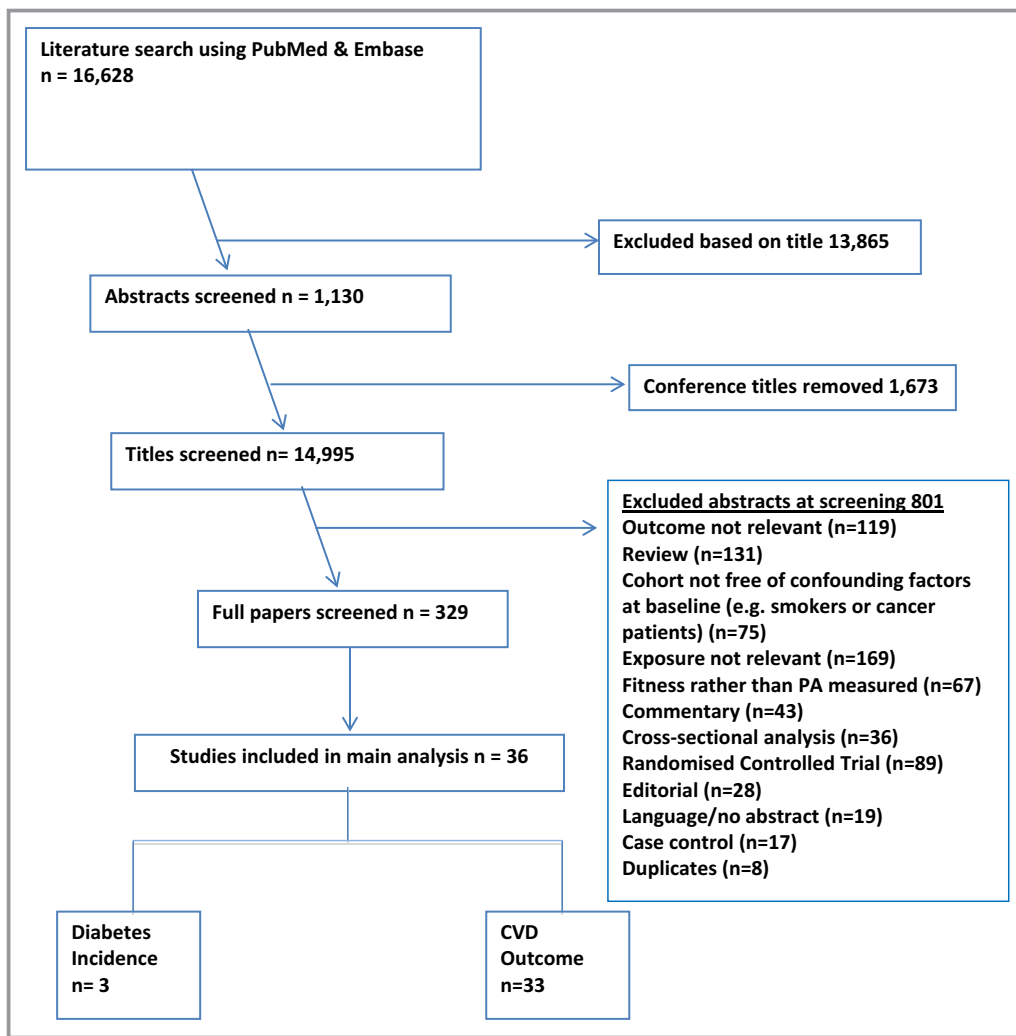 Literature search using PubMed & Embase
n = 16,628
Excluded based on title 13,865
Abstracts screened n = 1,130
Conference titles removed 1,673
Titles screened n= 14,995
Excluded abstracts at screening 801
Outcome not relevant (n=119)
Review (n=131)
Cohort not free of confounding factors
at baseline (e.g. smokers or cancer
patients) (n=75)
Exposure not relevant (n=169)
Fitness rather than PA measured (n=67)
Commentary (n=43)
Cross-sectional analysis (n=36)
Randomised Controlled Trial (n=89)
Editorial (n=28)
Language/no abstract (n=19)
Case control (n=17)
Duplicates (n=8)
Full papers screened n = 329
Studies included in main analysis n = 36
Diabetes
Incidence
n= 3
CVD
Outcome
n=33